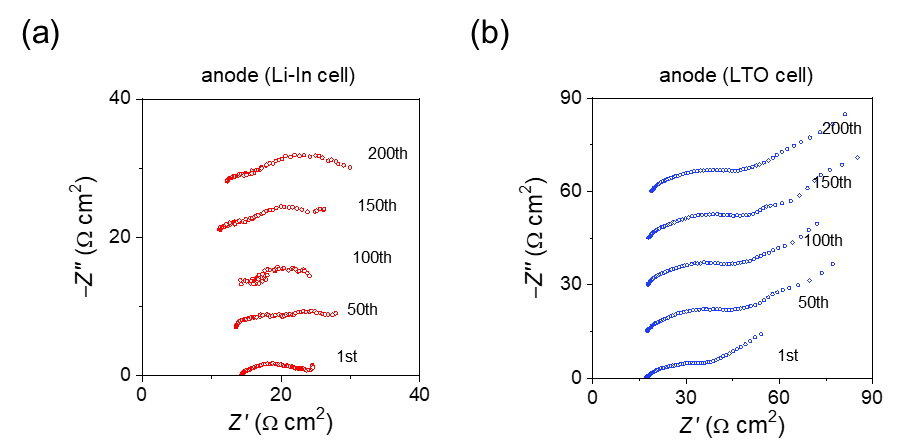 (a)
anode (Li-In cell)
40
20
0
0
20
40
–Z″ (Ω cm²)
Z′ (Ω cm²)
200th
150th
100th
50th
1st
(b)
anode (LTO cell)
90
60
30
0
0
30
60
90
–Z″ (Ω cm²)
Z′ (Ω cm²)
200th
150th
100th
50th
1st